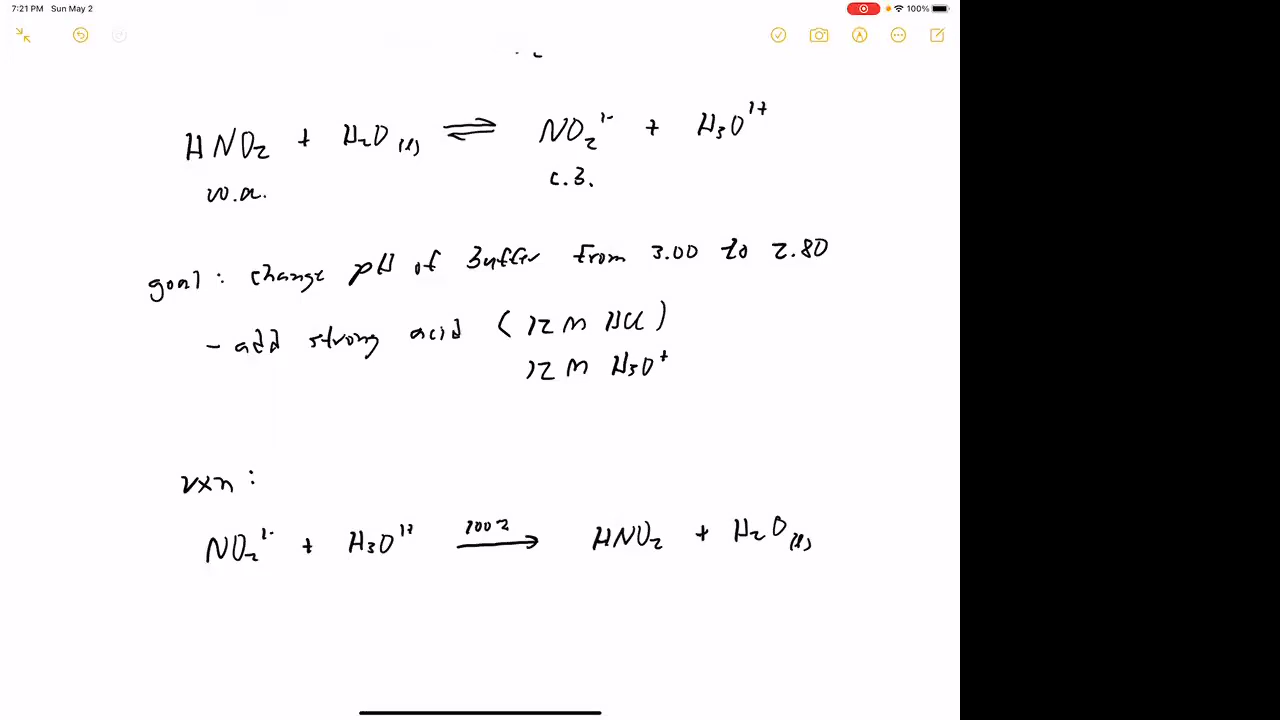 7:21 PM Sun May 2 100%
HNO₂ + H₂O(l) ⇌ NO₂¹⁻ + H₃O¹⁺
w.a. c.B.
goal: change pH of Buffer from 3.00 to 2.80
- add strong acid (12 M HCl)
12 M H₃O⁺
rxn:
NO₂¹⁻ + H₃O¹⁺ 100% → HNO₂ + H₂O(l)